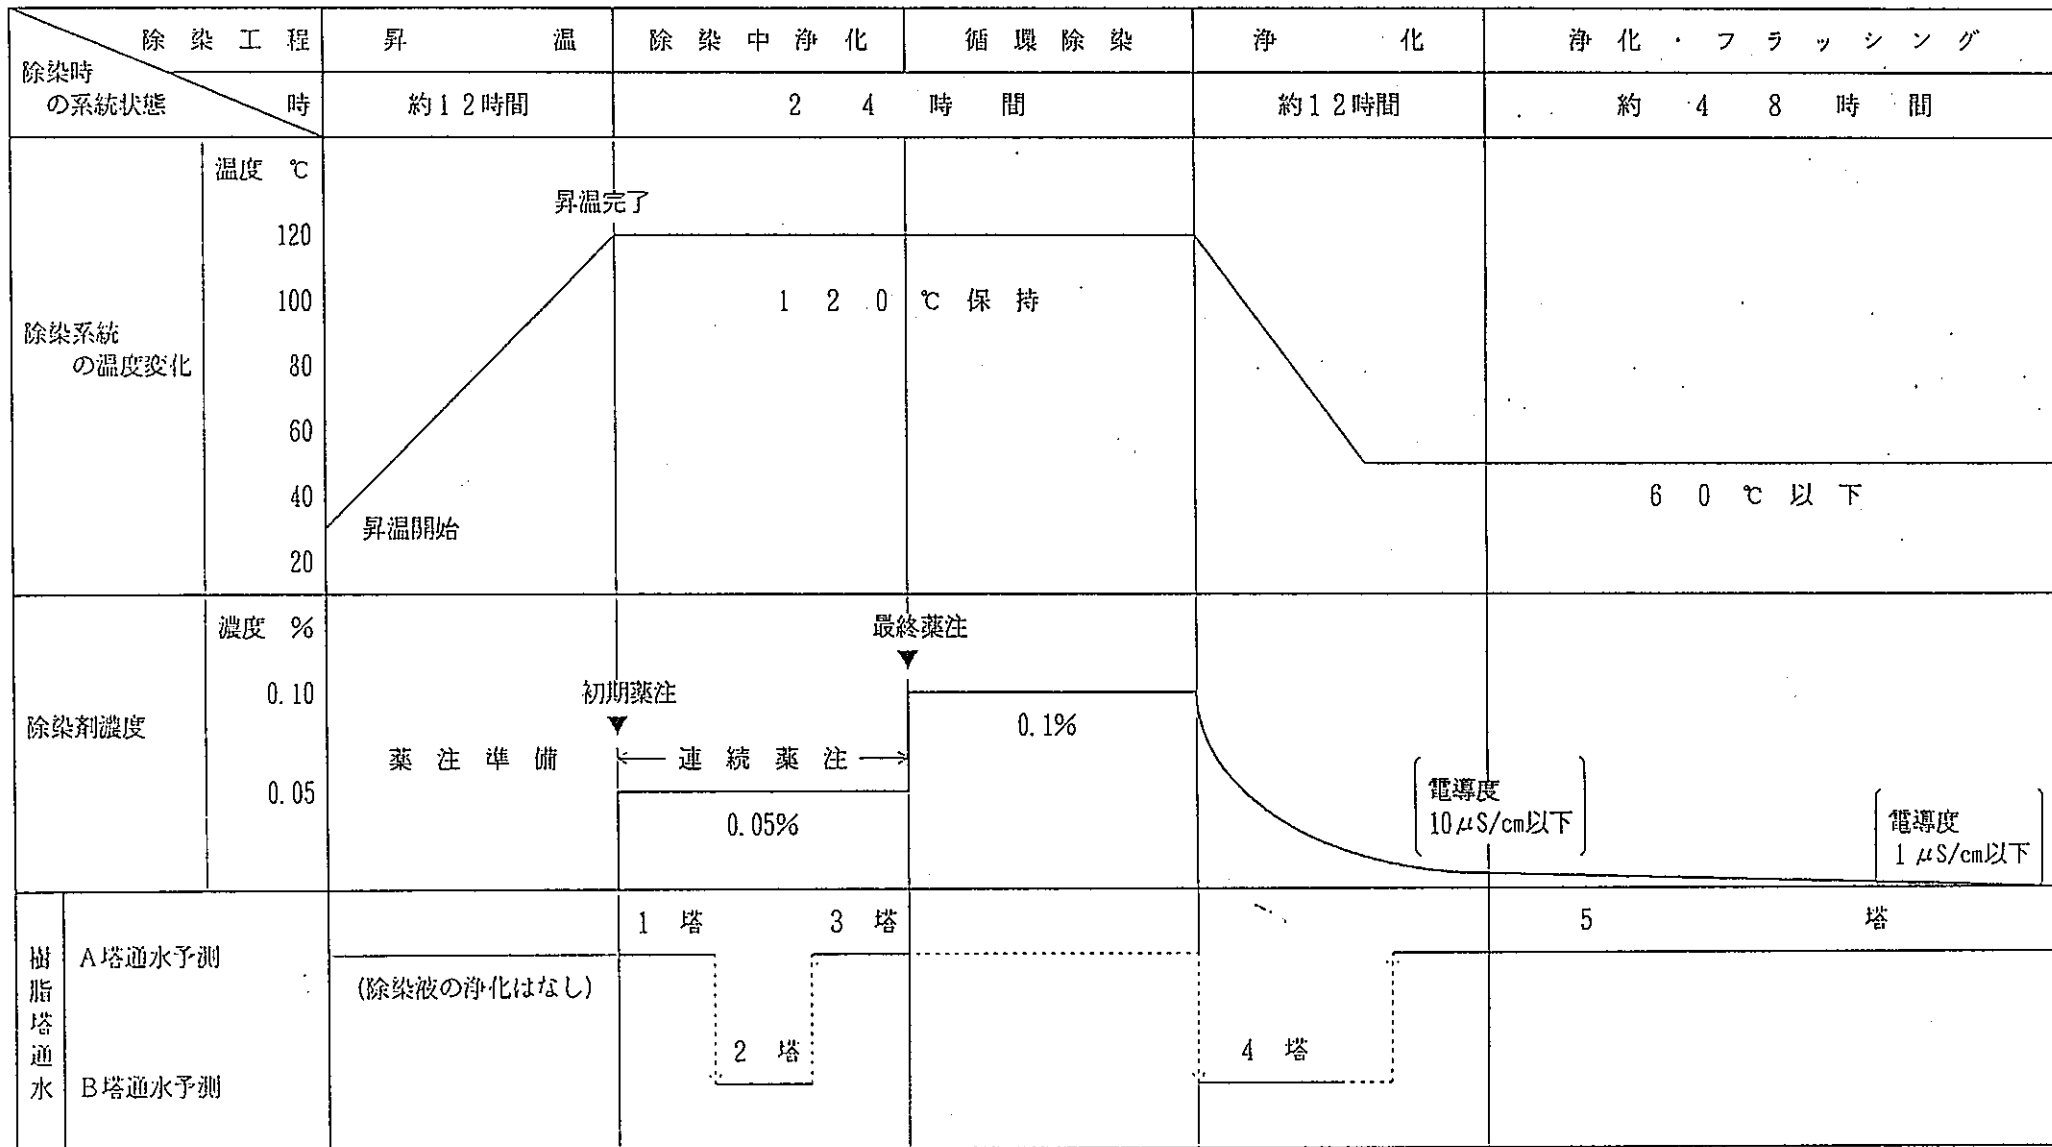 除染工程
除染時
の系統状態
時
昇温
除染中浄化
循環除染
浄化
浄化・フラッシング
約12時間
24時間
約12時間
約48時間
除染系統
の温度変化
温度 ℃
120
100
80
60
40
20
昇温完了
120℃保持
昇温開始
60℃以下
除染剤濃度
濃度 %
0.10
0.05
薬注準備
初期薬注
連続薬注
0.05%
最終薬注
0.1%
電導度
10μS/cm以下
電導度
1μS/cm以下
樹脂塔通水
A塔通水予測
B塔通水予測
(除染液の浄化はなし)
1塔
2塔
3塔
4塔
5塔